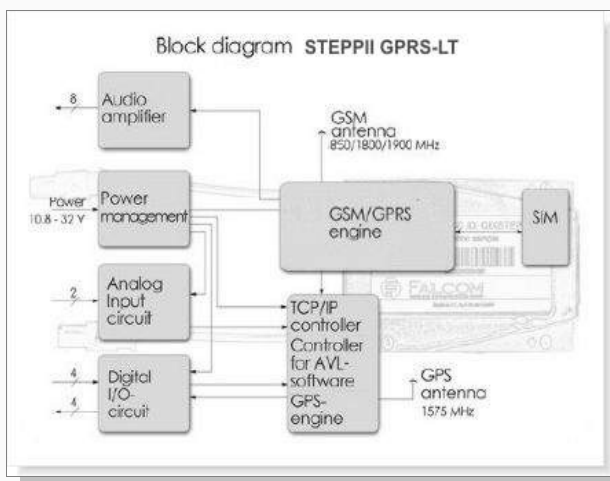 Block diagram STEPPII GPRS-LT
8
Audio
amplifier
GSM
antenna
850/1800/1900 MHz
Power
10.8 - 32 V
Power
management
GSM/GPRS
engine
SIM
FALCOM
2
Analog
Input
circuit
TCP/IP
controller
Controller
for AVL-
software
GPS-
engine
4
4
Digital
I/O-
circuit
GPS
antenna
1575 MHz